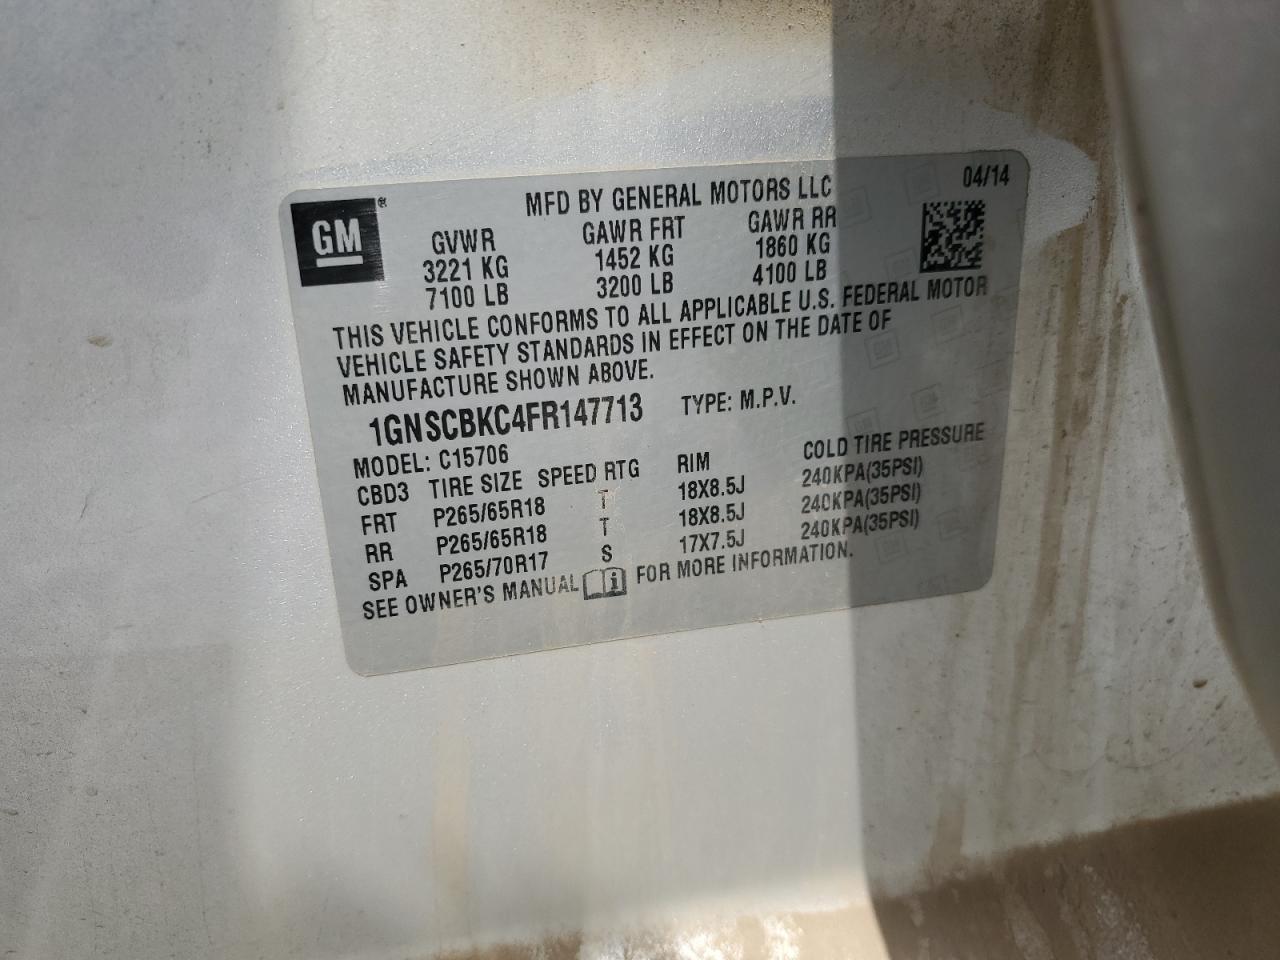 MFD BY GENERAL MOTORS LLC 04/14
GM®
GVWR GAWR FRT GAWR RR
3221 KG 1452 KG 1860 KG
7100 LB 3200 LB 4100 LB
THIS VEHICLE CONFORMS TO ALL APPLICABLE U.S. FEDERAL MOTOR
VEHICLE SAFETY STANDARDS IN EFFECT ON THE DATE OF
MANUFACTURE SHOWN ABOVE.
1GNSCBKC4FR147713 TYPE: M.P.V.
MODEL: C15706
CBD3 TIRE SIZE SPEED RTG RIM COLD TIRE PRESSURE
FRT P265/65R18 T 18X8.5J 240KPA(35PSI)
RR P265/65R18 T 18X8.5J 240KPA(35PSI)
SPA P265/70R17 S 17X7.5J 240KPA(35PSI)
SEE OWNER'S MANUAL i FOR MORE INFORMATION.